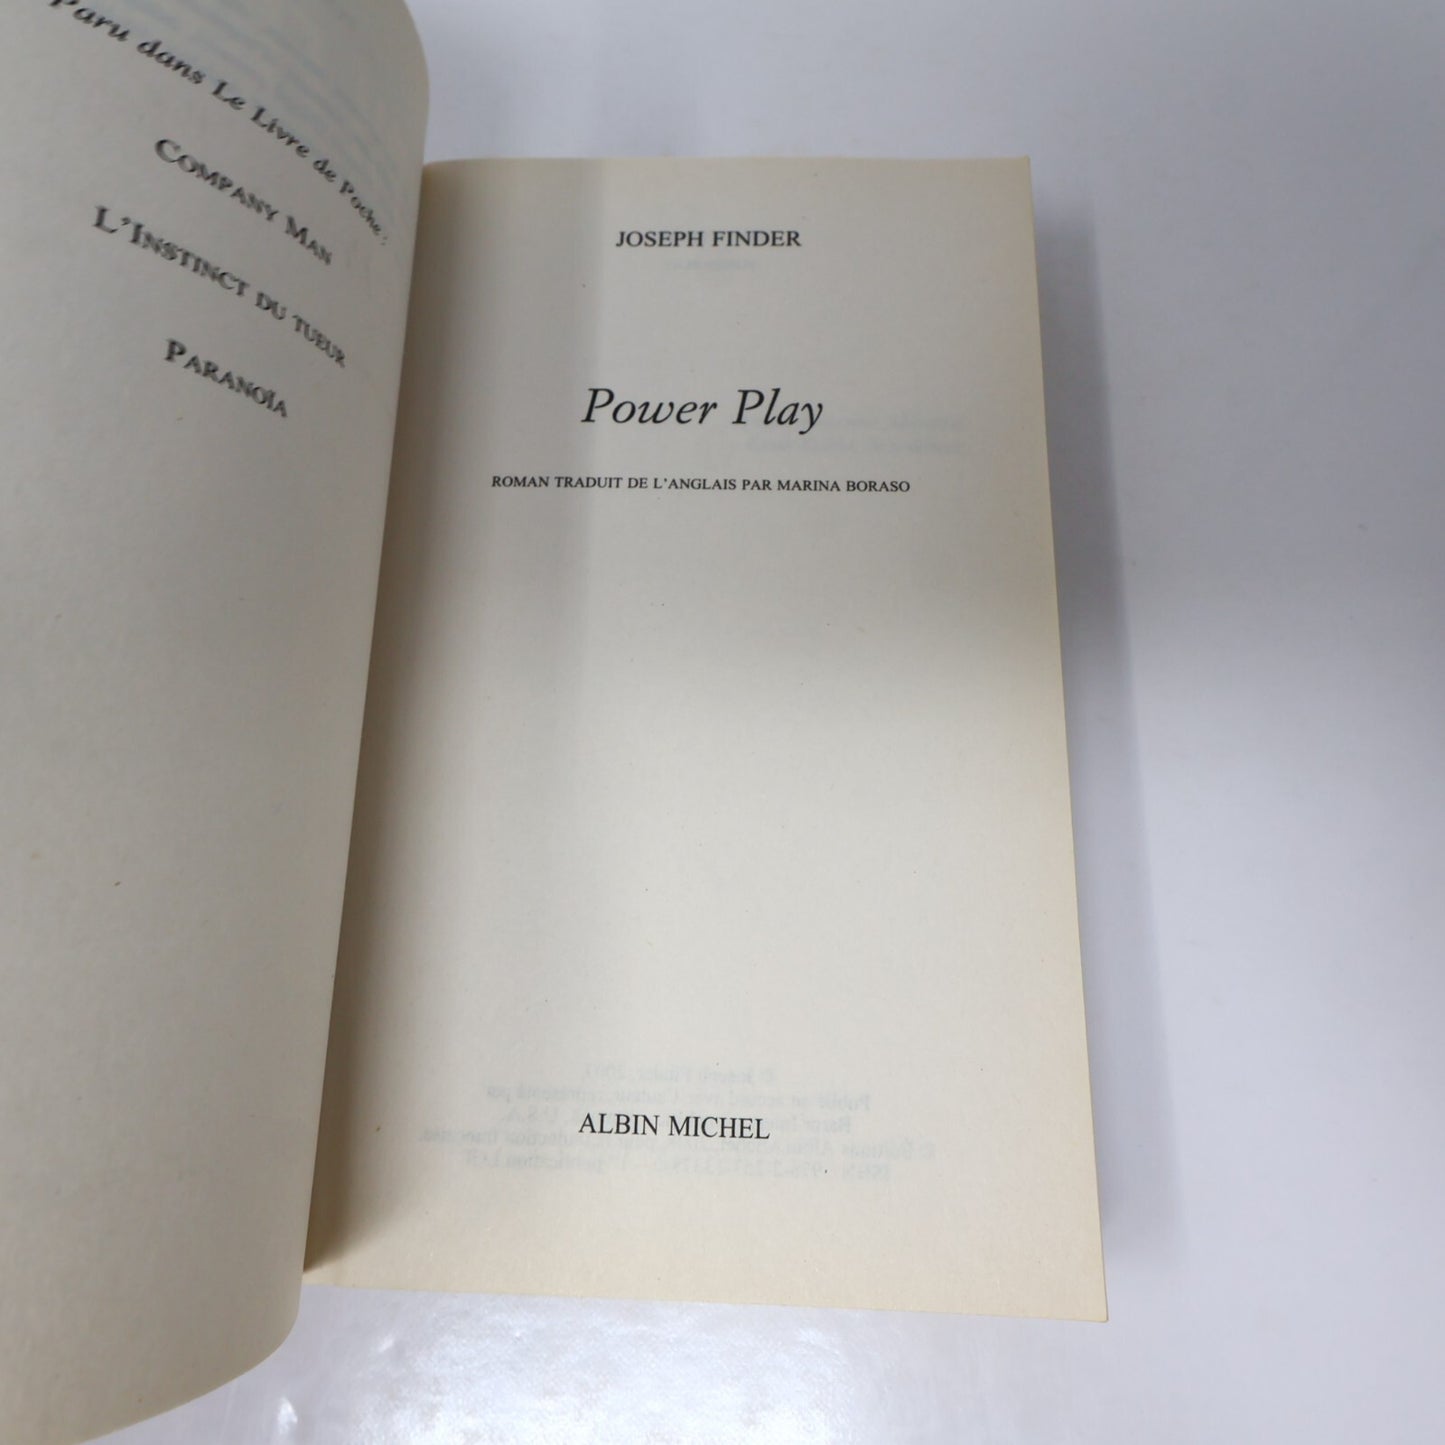 Paru dans Le Livre de Poche :
COMPANY MAN
L'INSTINCT DU TUEUR
PARANOÏA
JOSEPH FINDER
Power Play
ROMAN TRADUIT DE L'ANGLAIS PAR MARINA BORASO
ALBIN MICHEL